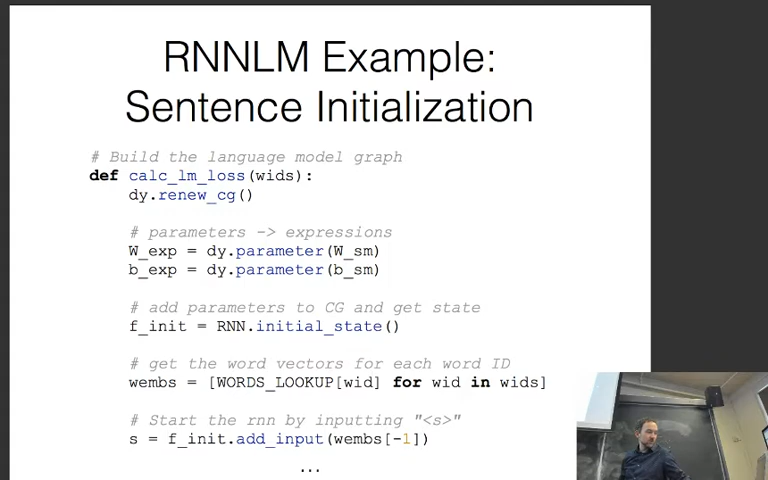 RNNLM Example:
Sentence Initialization
# Build the language model graph
def calc_lm_loss(wids):
dy.renew_cg()
# parameters -> expressions
W_exp = dy.parameter(W_sm)
b_exp = dy.parameter(b_sm)
# add parameters to CG and get state
f_init = RNN.initial_state()
# get the word vectors for each word ID
wembs = [WORDS_LOOKUP[wid] for wid in wids]
# Start the rnn by inputting "<s>"
s = f_init.add_input(wembs[-1])
...